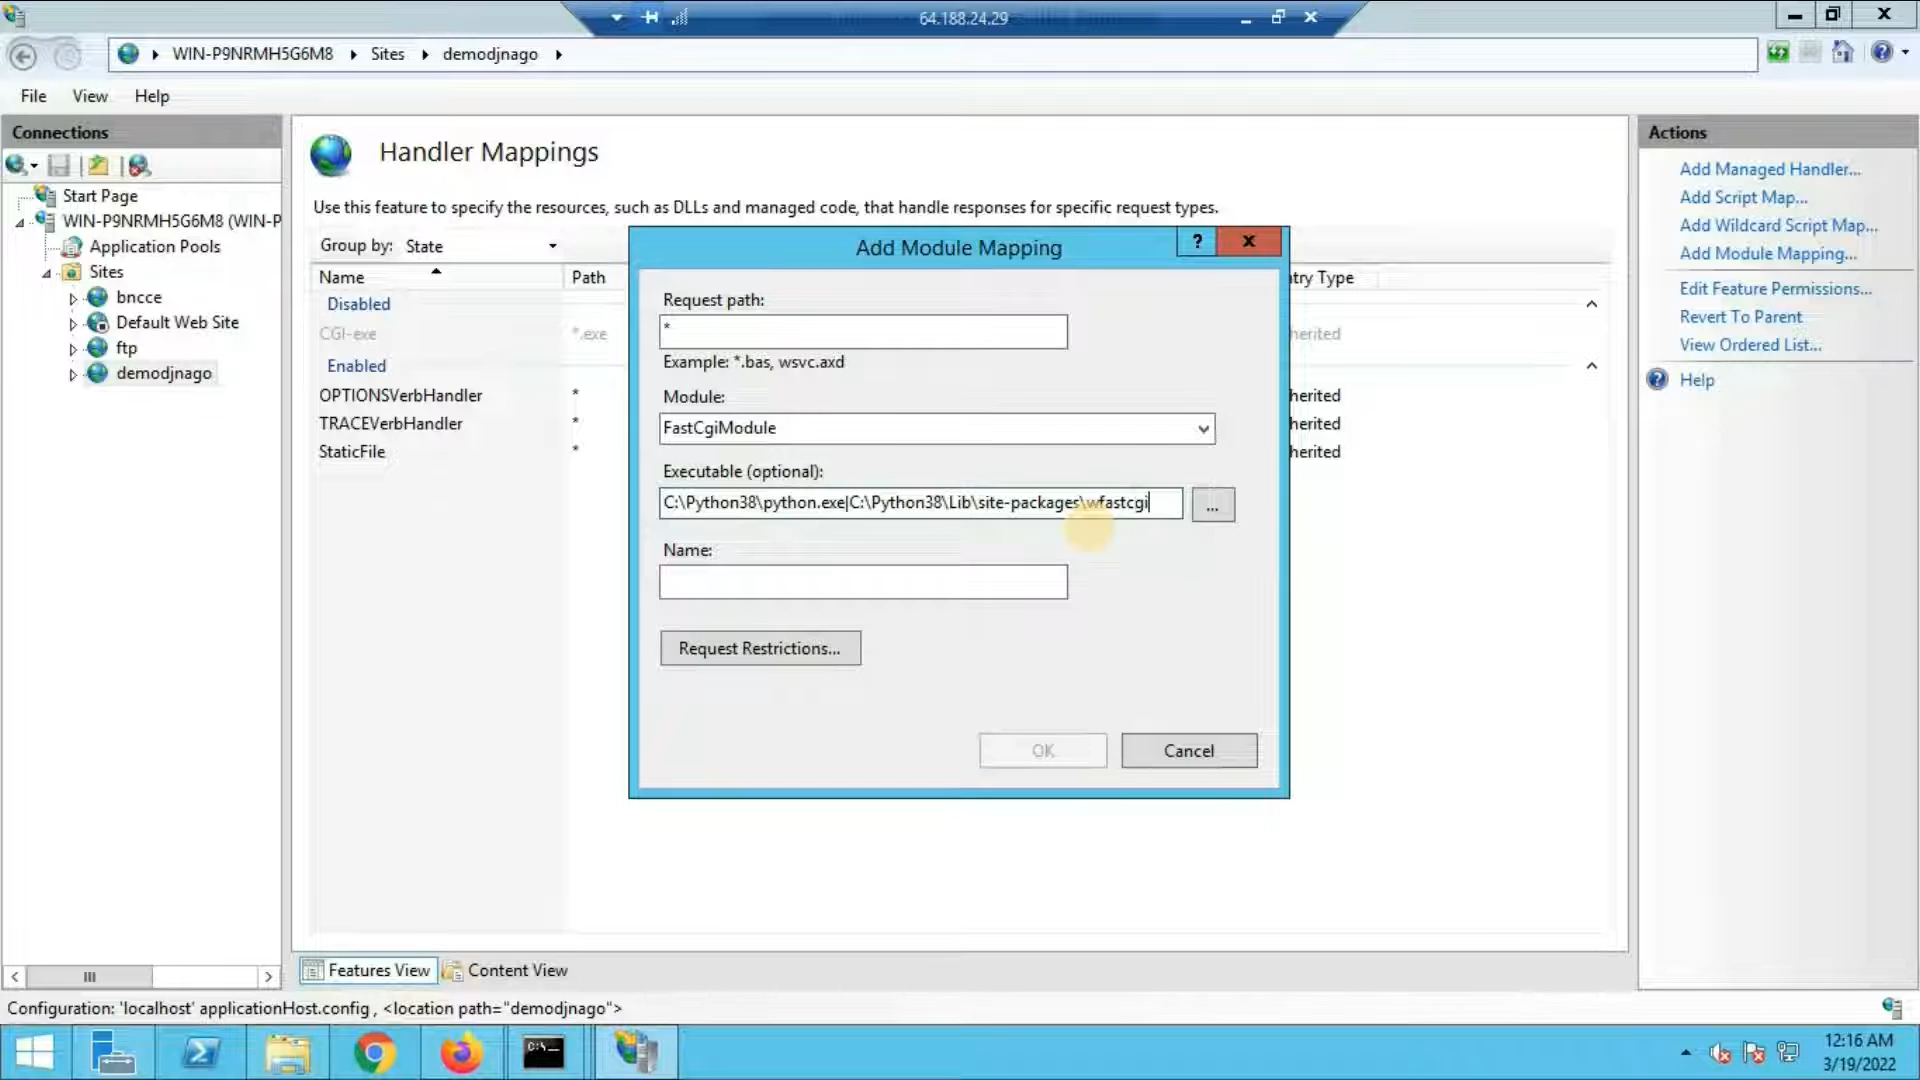 64.188.24.29
WIN-P9NRMH5G6M8 Sites demodjnago
File View Help
Connections
Start Page
WIN-P9NRMH5G6M8 (WIN-P
Application Pools
Sites
bncce
Default Web Site
ftp
demodjnago
Handler Mappings
Use this feature to specify the resources, such as DLLs and managed code, that handle responses for specific request types.
Group by: State
Name Path try Type
Disabled
CGI-exe *.exe herited
Enabled
OPTIONSVerbHandler * herited
TRACEVerbHandler * herited
StaticFile * herited
Add Module Mapping
?
Request path:
*
Example: *.bas, wsvc.axd
Module:
FastCgiModule
Executable (optional):
C:\Python38\python.exe|C:\Python38\Lib\site-packages\wfastcgi
...
Name:
Request Restrictions...
OK Cancel
Actions
Add Managed Handler...
Add Script Map...
Add Wildcard Script Map...
Add Module Mapping...
Edit Feature Permissions...
Revert To Parent
View Ordered List...
Help
Features View Content View
Configuration: 'localhost' applicationHost.config , <location path="demodjnago">
12:16 AM
3/19/2022